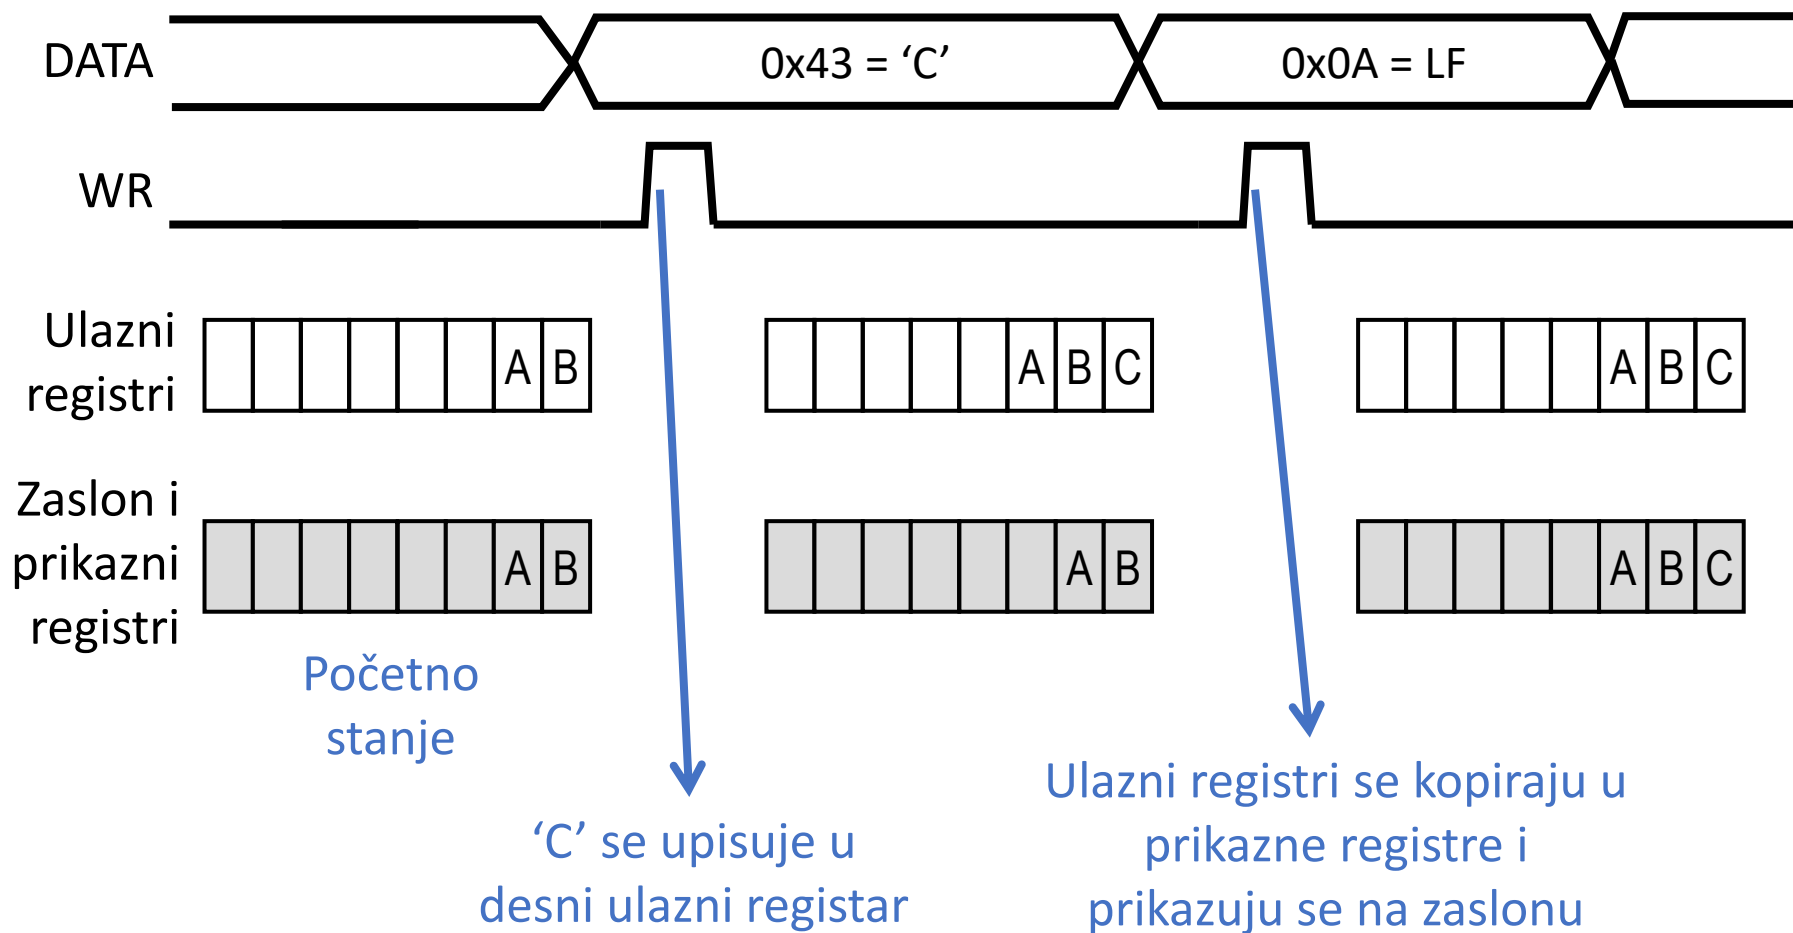 DATA
0x43 = ‘C’
0x0A = LF
WR
Ulazni
registri
A B
A B C
A B C
Zaslon i
prikazni
registri
A B
A B
A B C
Početno
stanje
‘C’ se upisuje u
desni ulazni registar
Ulazni registri se kopiraju u
prikazne registre i
prikazuju se na zaslonu